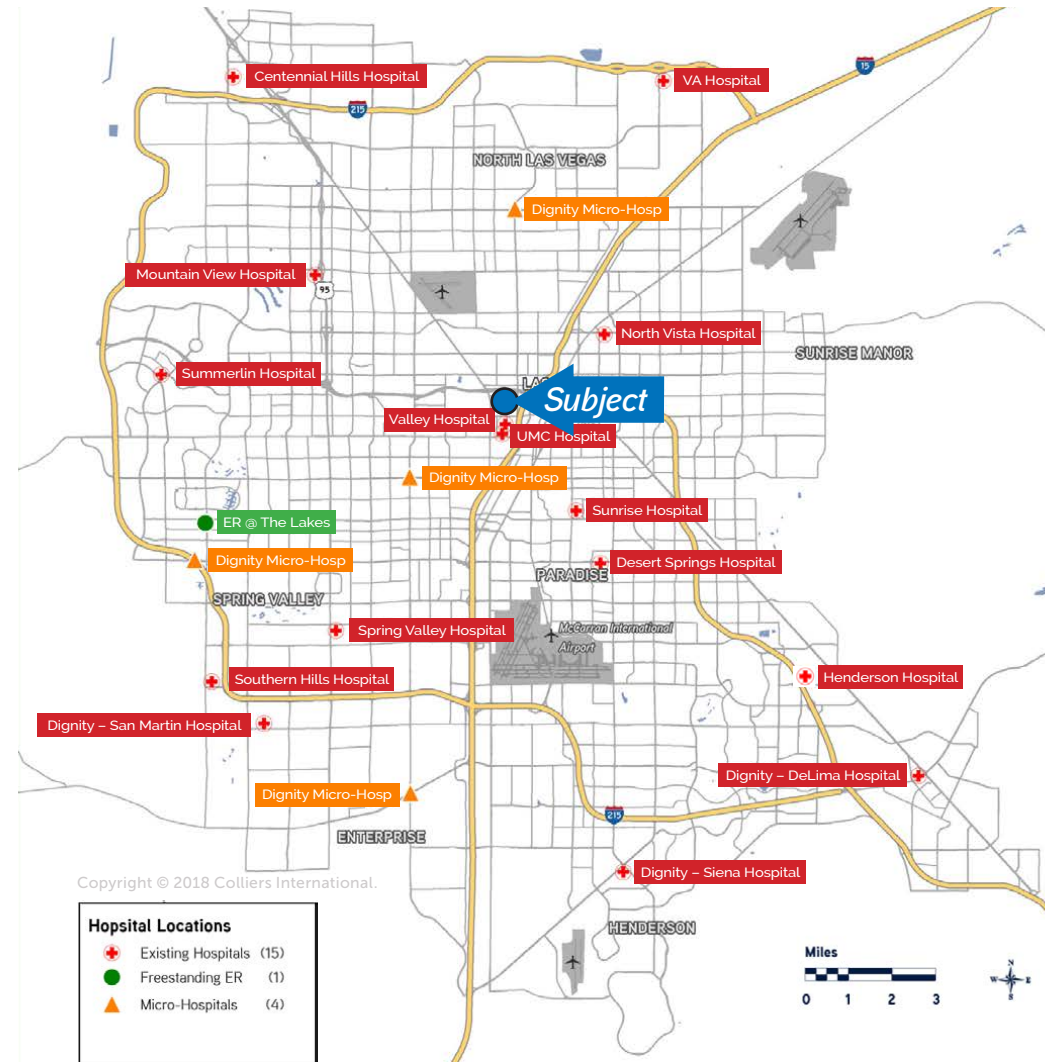 Centennial Hills Hospital
VA Hospital
15
215
NORTH LAS VEGAS
Dignity Micro-Hosp
Mountain View Hospital
95
North Vista Hospital
SUNRISE MANOR
Summerlin Hospital
Subject
Valley Hospital
UMC Hospital
Dignity Micro-Hosp
Sunrise Hospital
ER @ The Lakes
Dignity Micro-Hosp
Desert Springs Hospital
PARADISE
SPRING VALLEY
Spring Valley Hospital
McCarran International
Airport
Southern Hills Hospital
Henderson Hospital
Dignity – San Martin Hospital
Dignity – DeLima Hospital
Dignity Micro-Hosp
215
ENTERPRISE
Dignity – Siena Hospital
Copyright © 2018 Colliers International.
HENDERSON
Hopsital Locations
Existing Hospitals (15)
Freestanding ER (1)
Micro-Hospitals (4)
Miles
0 1 2 3
N
W E
S